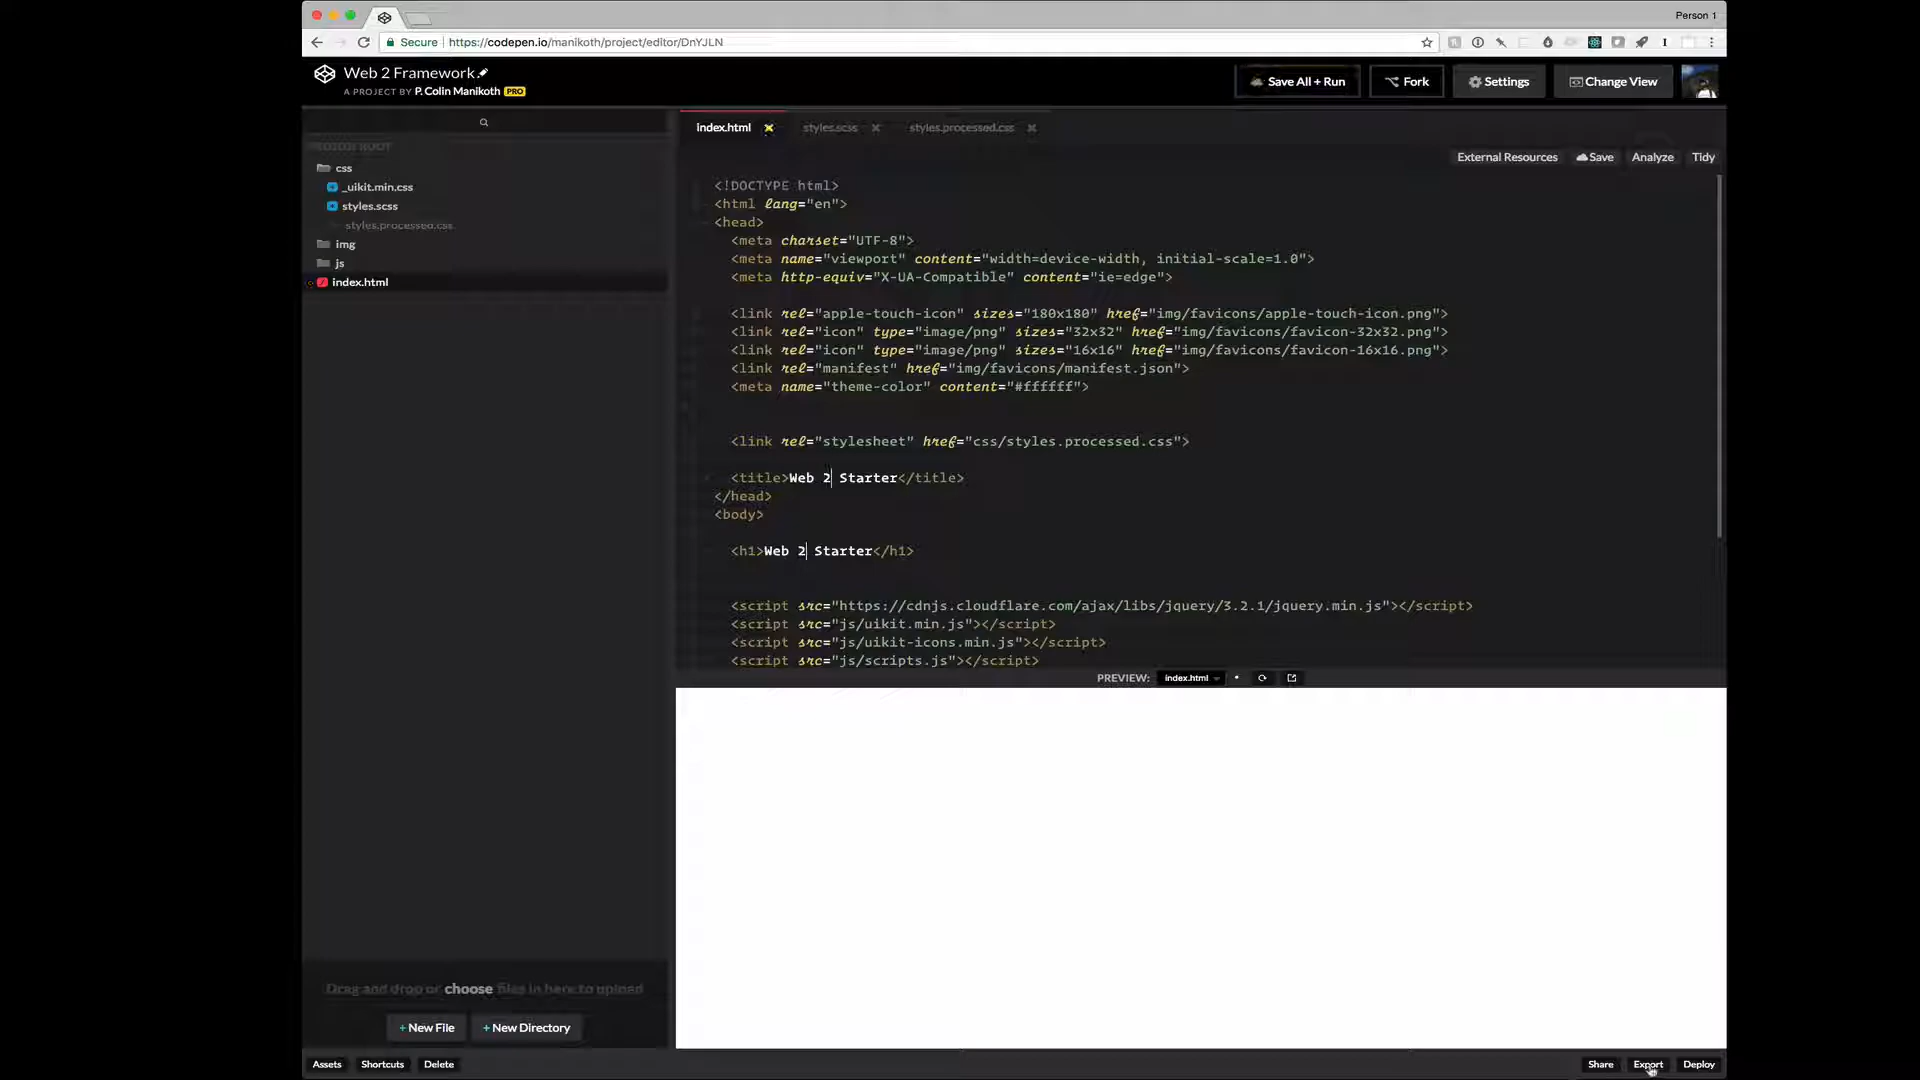 Person 1
Secure https://codepen.io/manikoth/project/editor/DnYJLN
Web 2 Framework
A PROJECT BY P. Colin Manikoth PRO
Save All + Run
Fork
Settings
Change View
index.html
styles.scss
styles.processed.css
External Resources
Save
Analyze
Tidy
css
_uikit.min.css
styles.scss
styles.processed.css
img
js
index.html
<!DOCTYPE html>
<html lang="en">
<head>
<meta charset="UTF-8">
<meta name="viewport" content="width=device-width, initial-scale=1.0">
<meta http-equiv="X-UA-Compatible" content="ie=edge">
<link rel="apple-touch-icon" sizes="180x180" href="img/favicons/apple-touch-icon.png">
<link rel="icon" type="image/png" sizes="32x32" href="img/favicons/favicon-32x32.png">
<link rel="icon" type="image/png" sizes="16x16" href="img/favicons/favicon-16x16.png">
<link rel="manifest" href="img/favicons/manifest.json">
<meta name="theme-color" content="#ffffff">
<link rel="stylesheet" href="css/styles.processed.css">
<title>Web 2 Starter</title>
</head>
<body>
<h1>Web 2 Starter</h1>
<script src="https://cdnjs.cloudflare.com/ajax/libs/jquery/3.2.1/jquery.min.js"></script>
<script src="js/uikit.min.js"></script>
<script src="js/uikit-icons.min.js"></script>
<script src="js/scripts.js"></script>
PREVIEW: index.html
Drag and drop or choose files in here to upload
+ New File
+ New Directory
Assets
Shortcuts
Delete
Share
Export
Deploy